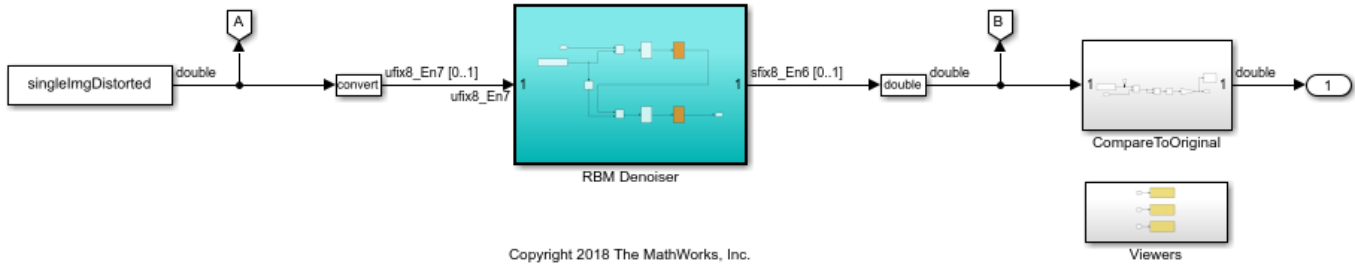 A
B
singleImgDistorted
double
convert
ufix8_En7 [0..1]
ufix8_En7
1
1
sfix8_En6 [0..1]
double
double
1
1
double
1
RBM Denoiser
CompareToOriginal
Viewers
Copyright 2018 The MathWorks, Inc.